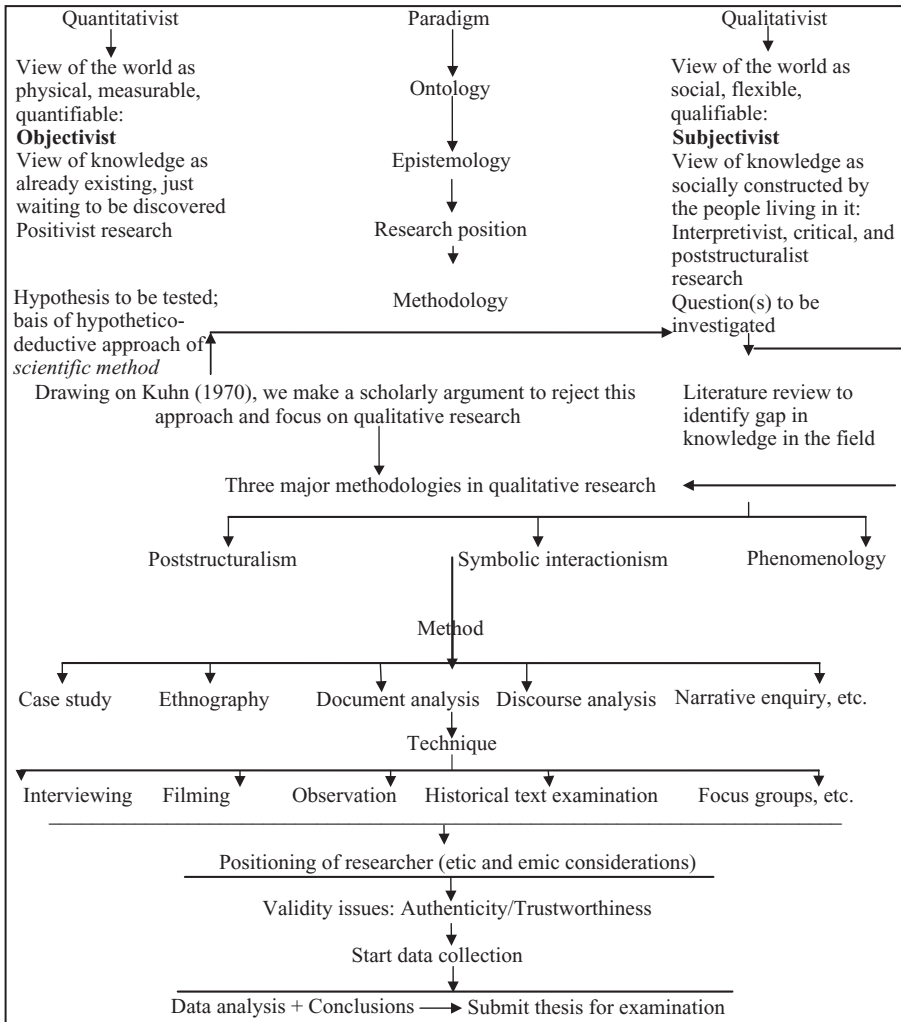 Quantitativist
Paradigm
Qualitativist
View of the world as
physical, measurable,
quantifiable:
Objectivist
View of knowledge as
already existing, just
waiting to be discovered
Positivist research
Ontology
Epistemology
Research position
Methodology
View of the world as
social, flexible,
qualifiable:
Subjectivist
View of knowledge as
socially constructed by
the people living in it:
Interpretivist, critical, and
poststructuralist
research
Question(s) to be
investigated
Hypothesis to be tested;
bais of hypothetico-
deductive approach of
scientific method
Drawing on Kuhn (1970), we make a scholarly argument to reject this
approach and focus on qualitative research
Literature review to
identify gap in
knowledge in the field
Three major methodologies in qualitative research
Poststructuralism
Symbolic interactionism
Phenomenology
Method
Case study
Ethnography
Document analysis
Discourse analysis
Narrative enquiry, etc.
Technique
Interviewing
Filming
Observation
Historical text examination
Focus groups, etc.
Positioning of researcher (etic and emic considerations)
Validity issues: Authenticity/Trustworthiness
Start data collection
Data analysis + Conclusions
Submit thesis for examination